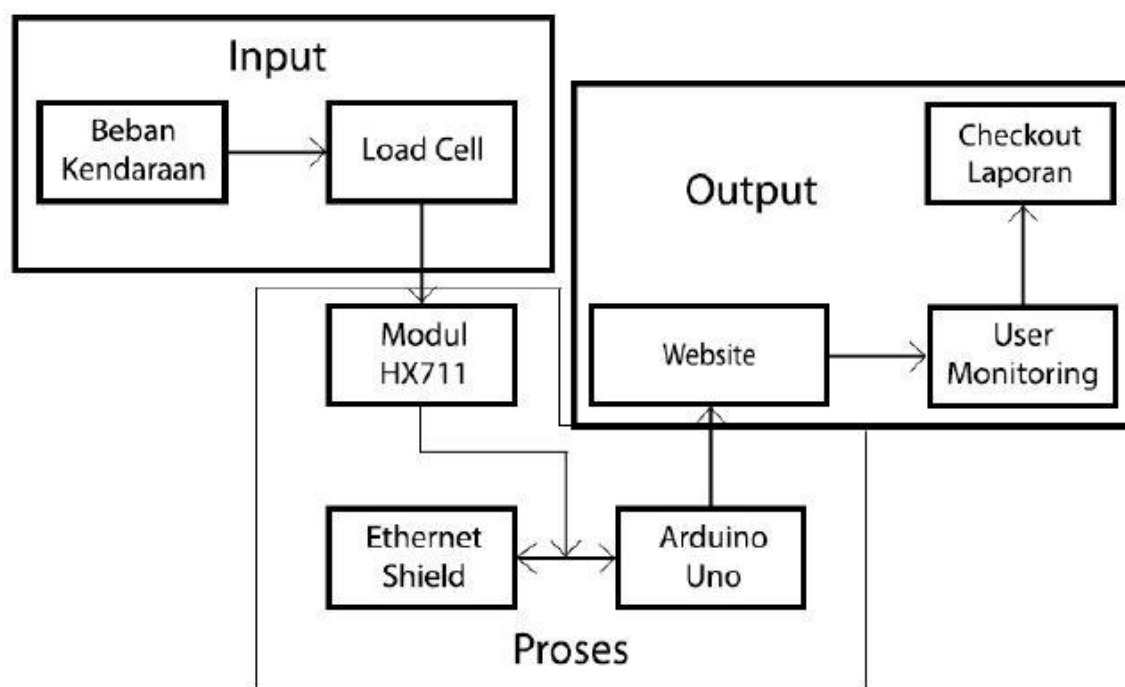 Input
Beban
Kendaraan
Load Cell
Output
Checkout
Laporan
Modul
HX711
Website
User
Monitoring
Ethernet
Shield
Arduino
Uno
Proses